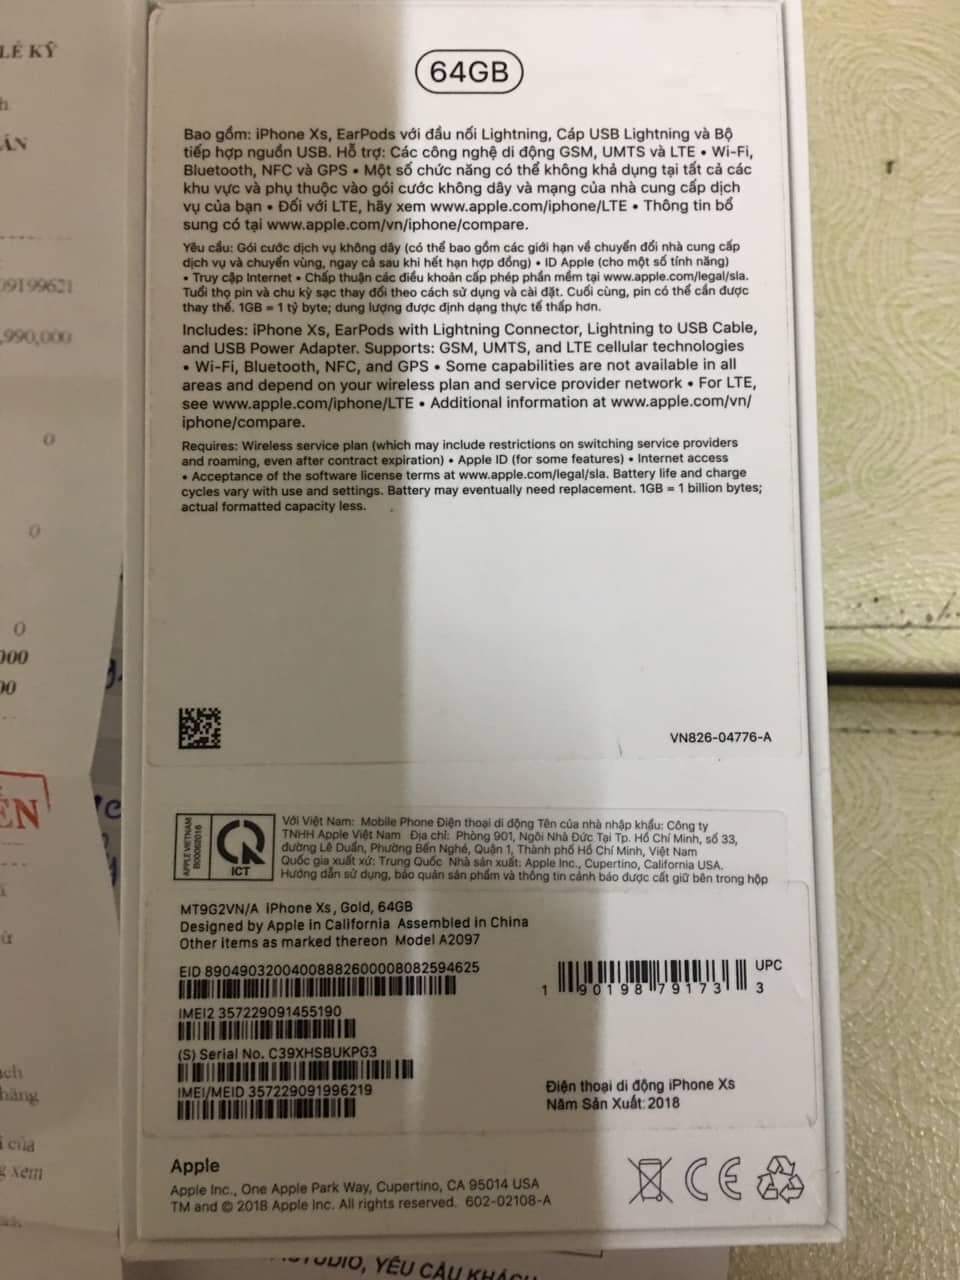 LẺ KỸ
64GB
Bao gồm: iPhone Xs, EarPods với đầu nối Lightning, Cáp USB Lightning và Bộ
tiếp hợp nguồn USB. Hỗ trợ: Các công nghệ di động GSM, UMTS và LTE • Wi-Fi,
Bluetooth, NFC và GPS • Một số chức năng có thể không khả dụng tại tất cả các
khu vực và phụ thuộc vào gói cước không dây và mạng của nhà cung cấp dịch
vụ của bạn • Đối với LTE, hãy xem www.apple.com/iphone/LTE • Thông tin bổ
sung có tại www.apple.com/vn/iphone/compare.
Yêu cầu: Gói cước dịch vụ không dây (có thể bao gồm các giới hạn về chuyển đổi nhà cung cấp
dịch vụ và chuyển vùng, ngay cả sau khi hết hạn hợp đồng) • ID Apple (cho một số tính năng)
• Truy cập Internet • Chấp thuận các điều khoản cấp phép phần mềm tại www.apple.com/legal/sla.
Tuổi thọ pin và chu kỳ sạc thay đổi theo cách sử dụng và cài đặt. Cuối cùng, pin có thể cần được
thay thế. 1GB = 1 tỷ byte; dung lượng được định dạng thực tế thấp hơn.
Includes: iPhone Xs, EarPods with Lightning Connector, Lightning to USB Cable,
and USB Power Adapter. Supports: GSM, UMTS, and LTE cellular technologies
• Wi-Fi, Bluetooth, NFC, and GPS • Some capabilities are not available in all
areas and depend on your wireless plan and service provider network • For LTE,
see www.apple.com/iphone/LTE • Additional information at www.apple.com/vn/
iphone/compare.
Requires: Wireless service plan (which may include restrictions on switching service providers
and roaming, even after contract expiration) • Apple ID (for some features) • Internet access
• Acceptance of the software license terms at www.apple.com/legal/sla. Battery life and charge
cycles vary with use and settings. Battery may eventually need replacement. 1GB = 1 billion bytes;
actual formatted capacity less.
09199621
,990,000
0
0
0
000
00
VN826-04776-A
ÊN
APPLE VIETNAM
ICT
Với Việt Nam: Mobile Phone Điện thoại di động Tên của nhà nhập khẩu: Công ty
TNHH Apple Việt Nam Địa chỉ: Phòng 901, Ngôi Nhà Đức Tại Tp. Hồ Chí Minh, số 33,
đường Lê Duẩn, Phường Bến Nghé, Quận 1, Thành phố Hồ Chí Minh, Việt Nam
Quốc gia xuất xứ: Trung Quốc Nhà sản xuất: Apple Inc., Cupertino, California USA.
Hướng dẫn sử dụng, bảo quản sản phẩm và thông tin cảnh báo được cất giữ bên trong hộp
MT9G2VN/A iPhone Xs, Gold, 64GB
Designed by Apple in California Assembled in China
Other items as marked thereon Model A2097
EID 89049032004008882600008082594625
UPC
1 90198 79173 3
IMEI2 357229091455190
(S) Serial No. C39XHSBUKPG3
IMEI/MEID 357229091996219
Điện thoại di động iPhone Xs
Năm Sản Xuất: 2018
hàng
của
xem
Apple
Apple Inc., One Apple Park Way, Cupertino, CA 95014 USA
TM and © 2018 Apple Inc. All rights reserved. 602-02108-A
CE
STUDIO, YÊU CẦU KHÁCH